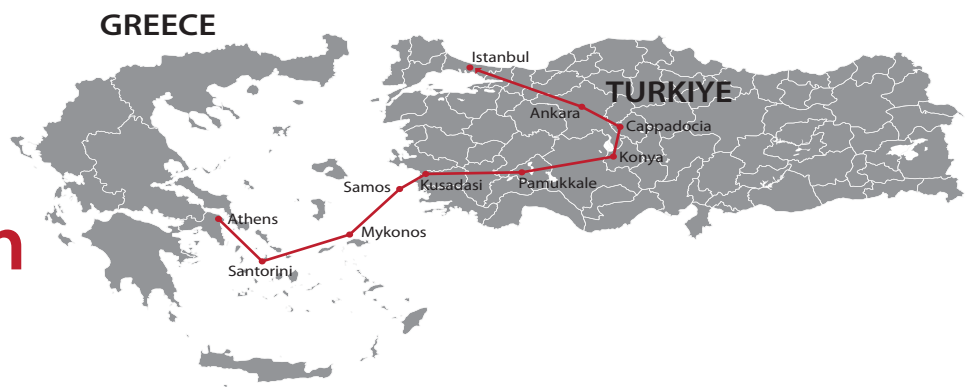 GREECE
Istanbul
TURKIYE
Ankara
Cappadocia
Konya
Pamukkale
Kusadasi
Samos
Mykonos
Athens
Santorini
n